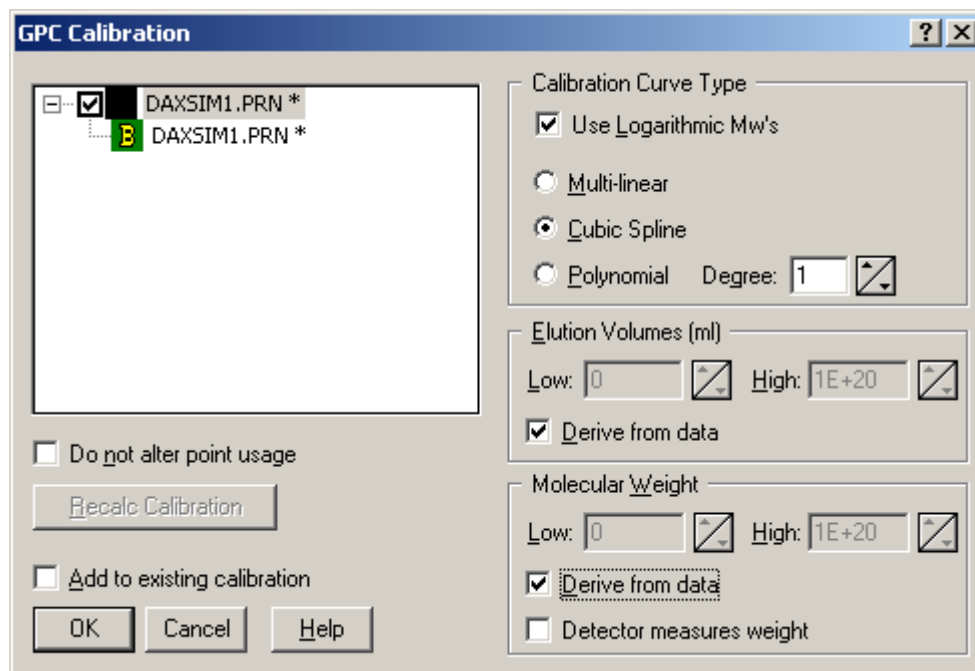 GPC Calibration
?
DAXSIM1.PRN *
B DAXSIM1.PRN *
Do not alter point usage
Recalc Calibration
Add to existing calibration
OK Cancel Help
Calibration Curve Type
Use Logarithmic Mw's
Multi-linear
Cubic Spline
Polynomial Degree: 1
Elution Volumes (ml)
Low: 0 High: 1E+20
Derive from data
Molecular Weight
Low: 0 High: 1E+20
Derive from data
Detector measures weight